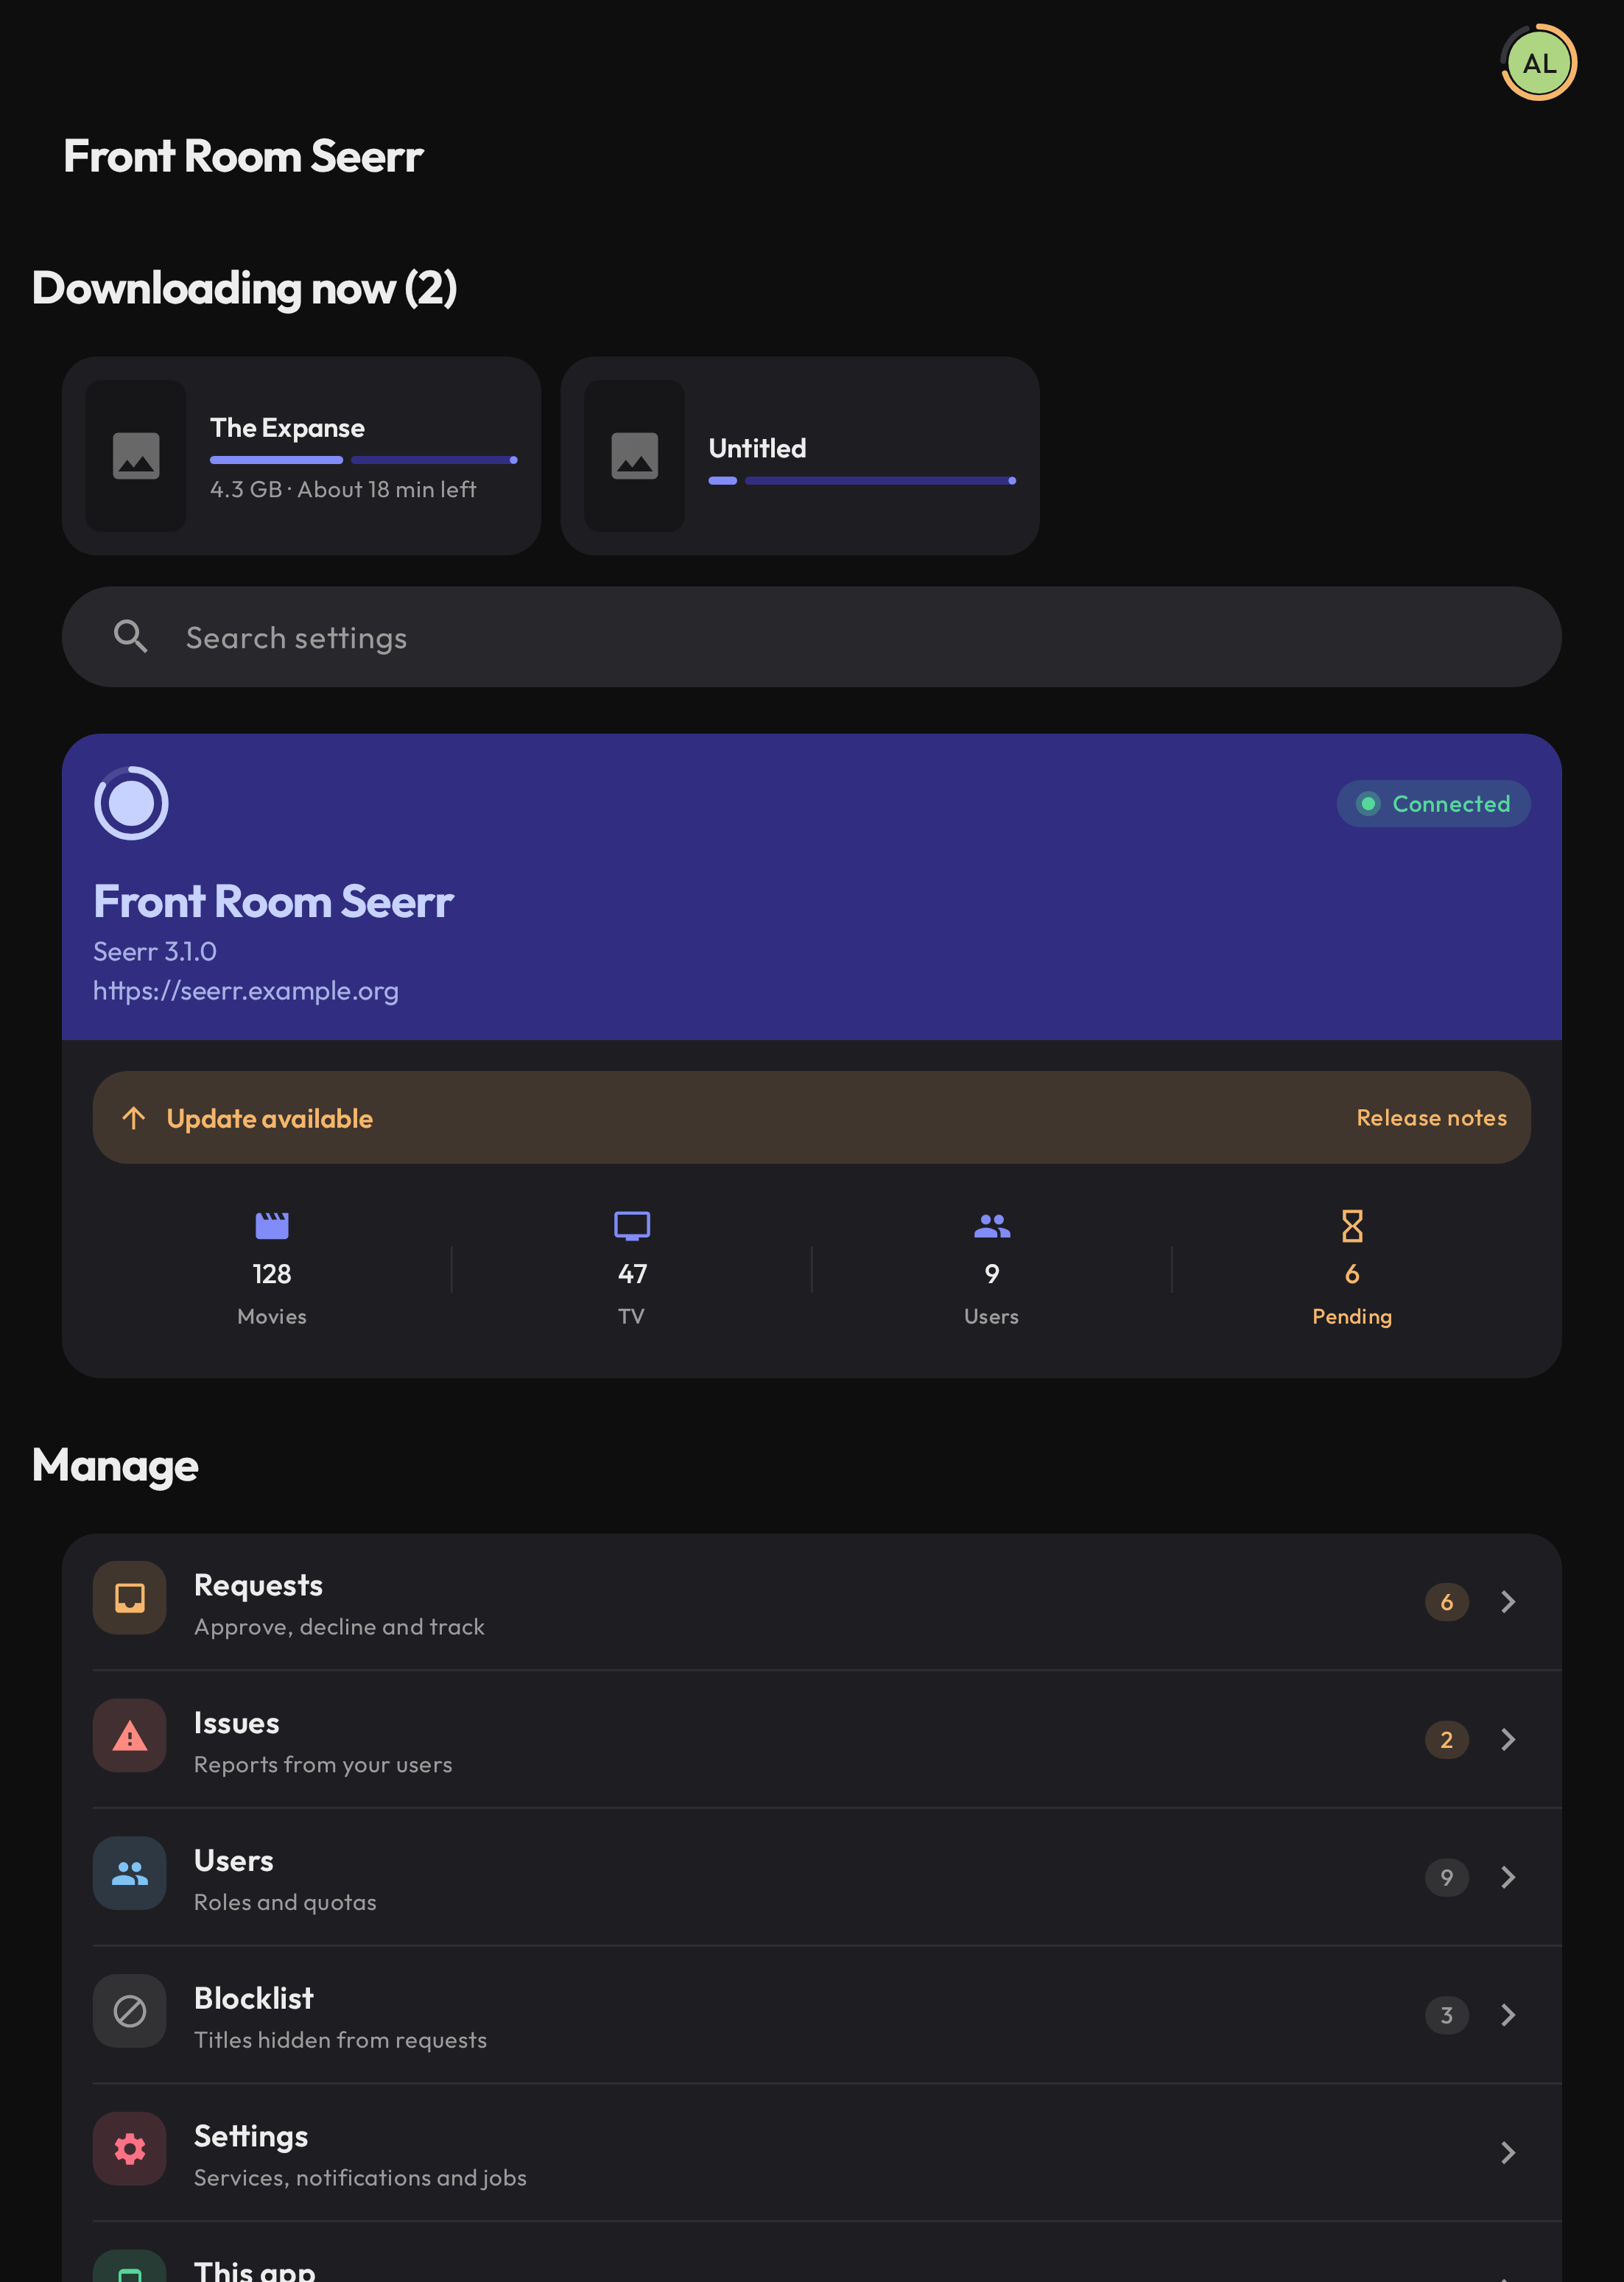 AL
Front Room Seerr
Downloading now (2)
The Expanse
4.3 GB · About 18 min left
Untitled
Search settings
Connected
Front Room Seerr
Seerr 3.1.0
https://seerr.example.org
Update available
Release notes
128
Movies
47
TV
9
Users
6
Pending
Manage
Requests
Approve, decline and track
6
Issues
Reports from your users
2
Users
Roles and quotas
9
Blocklist
Titles hidden from requests
3
Settings
Services, notifications and jobs
This app